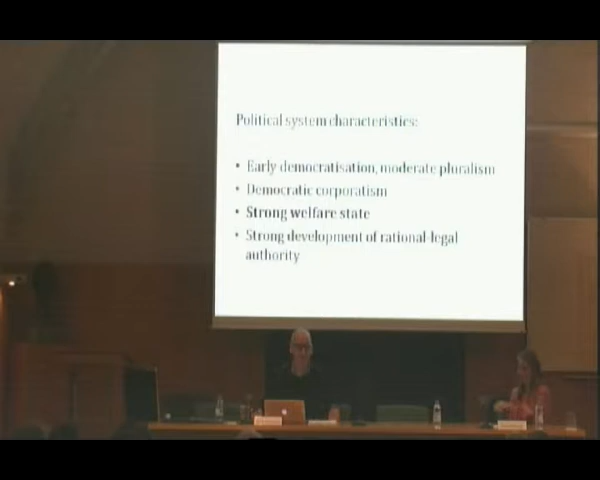 Political system characteristics:
• Early democratisation, moderate pluralism
• Democratic corporatism
• Strong welfare state
• Strong development of rational-legal
authority